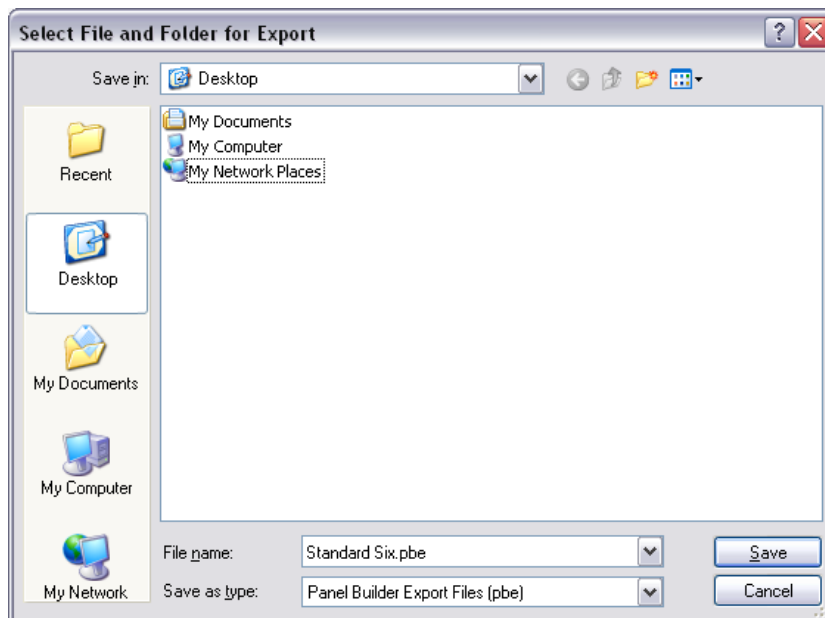 Select File and Folder for Export
Save in:
Desktop
My Documents
My Computer
My Network Places
Recent
Desktop
My Documents
My Computer
My Network
File name:
Standard Six.pbe
Save
Save as type:
Panel Builder Export Files (pbe)
Cancel